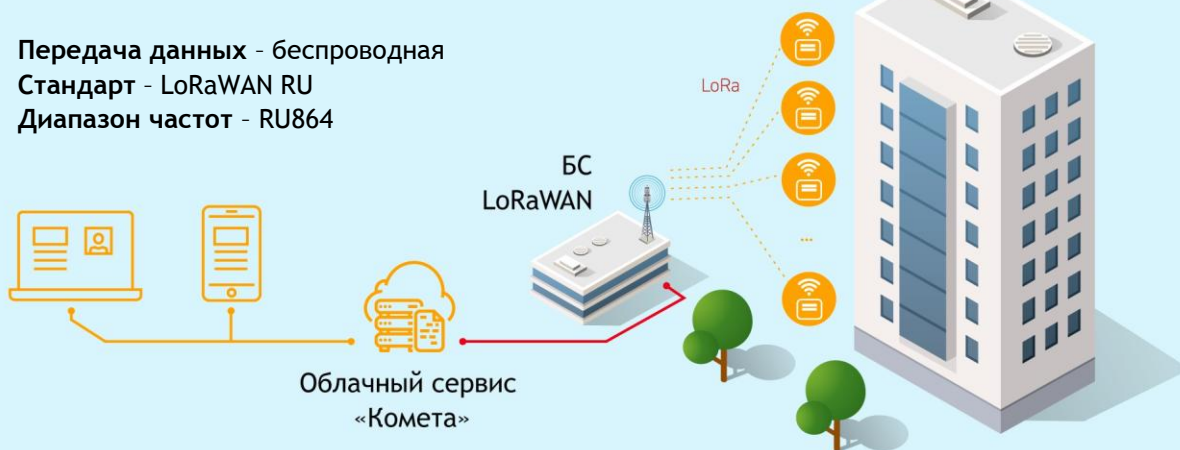 Передача данных – беспроводная
Стандарт – LoRaWAN RU
Диапазон частот – RU864
LoRa
БС
LoRaWAN
...
Облачный сервис
«Комета»